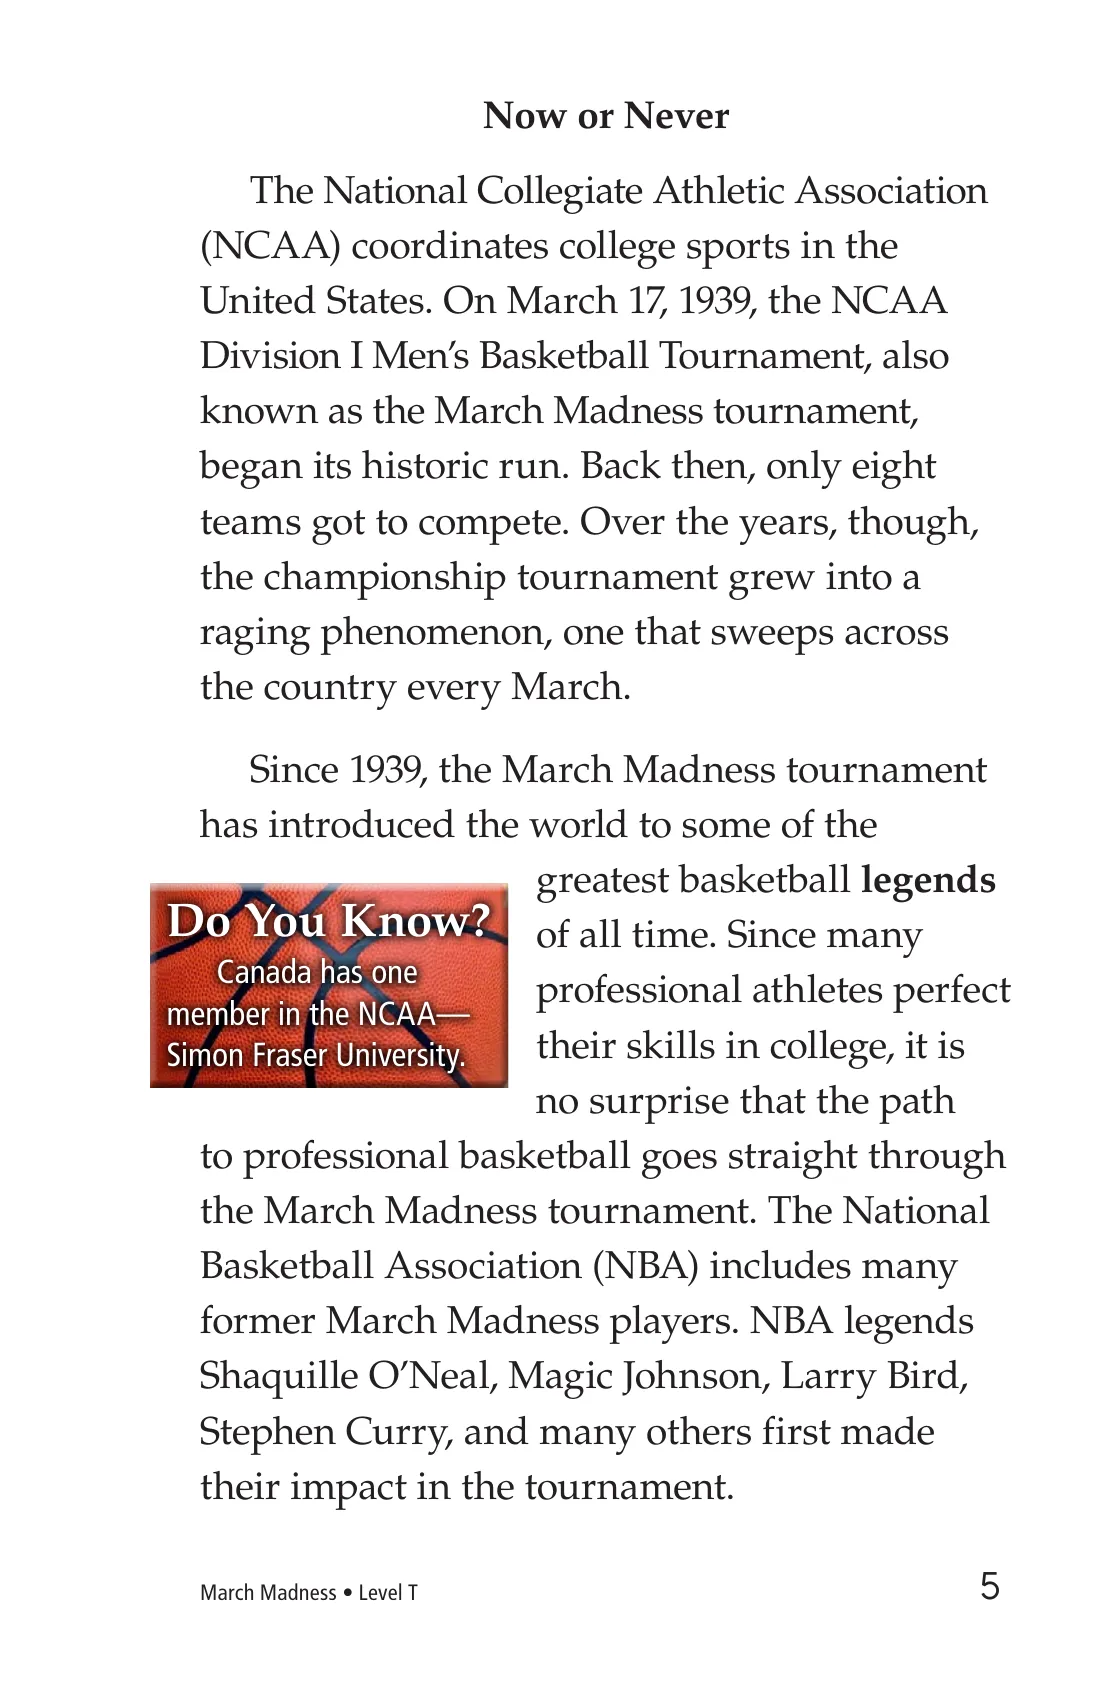 Now or Never
The National Collegiate Athletic Association
(NCAA) coordinates college sports in the
United States. On March 17, 1939, the NCAA
Division I Men’s Basketball Tournament, also
known as the March Madness tournament,
began its historic run. Back then, only eight
teams got to compete. Over the years, though,
the championship tournament grew into a
raging phenomenon, one that sweeps across
the country every March.
Since 1939, the March Madness tournament
has introduced the world to some of the
greatest basketball legends
of all time. Since many
professional athletes perfect
their skills in college, it is
no surprise that the path
to professional basketball goes straight through
the March Madness tournament. The National
Basketball Association (NBA) includes many
former March Madness players. NBA legends
Shaquille O’Neal, Magic Johnson, Larry Bird,
Stephen Curry, and many others first made
their impact in the tournament.
Do You Know?
Canada has one
member in the NCAA—
Simon Fraser University.
March Madness • Level T
5